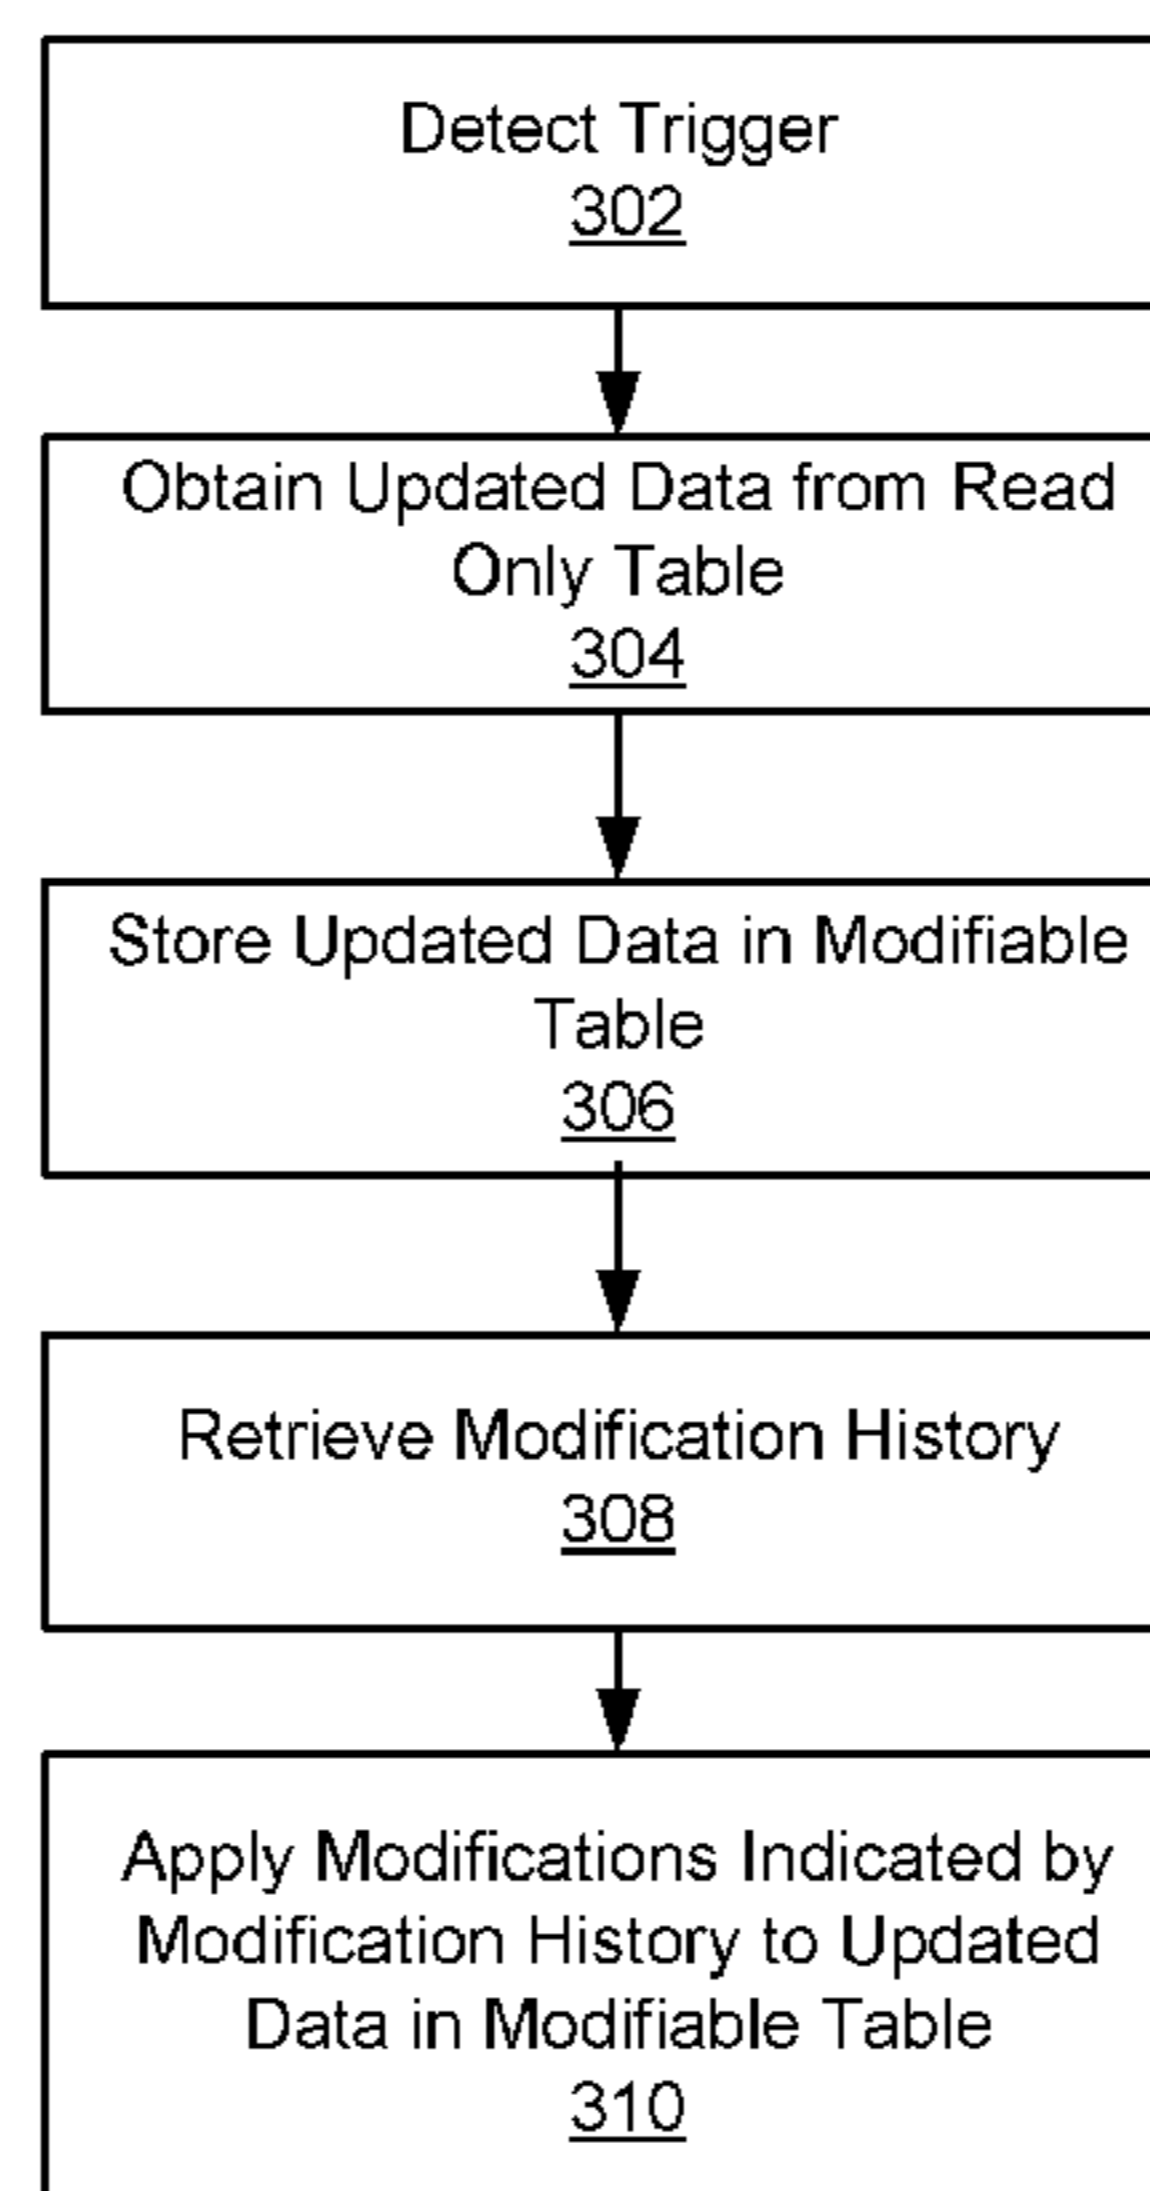 Detect Trigger
302
Obtain Updated Data from Read
Only Table
304
Store Updated Data in Modifiable
Table
306
Retrieve Modification History
308
Apply Modifications Indicated by
Modification History to Updated
Data in Modifiable Table
310